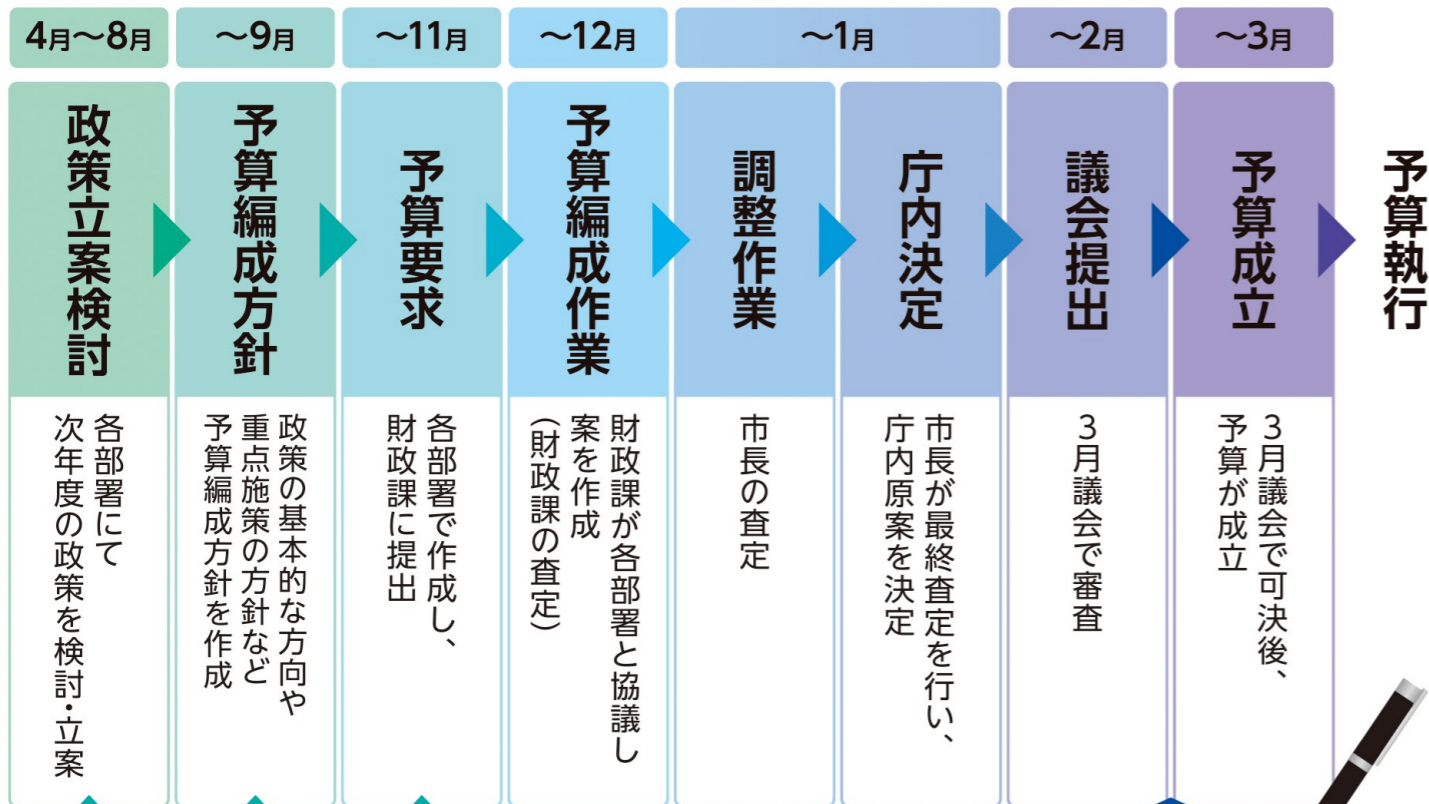 4月～8月
～9月
～11月
～12月
～1月
～2月
～3月
政策立案検討
各部署にて
次年度の政策を検討・立案
予算編成方針
政策の基本的な方向や
重点施策の方針など
予算編成方針を作成
予算要求
各部署で作成し、
財政課に提出
予算編成作業
財政課が各部署と協議し
案を作成
（財政課の査定）
調整作業
市長の査定
庁内決定
市長が最終査定を行い、
庁内原案を決定
議会提出
3月議会で審査
予算成立
3月議会で可決後、
予算が成立
予算執行